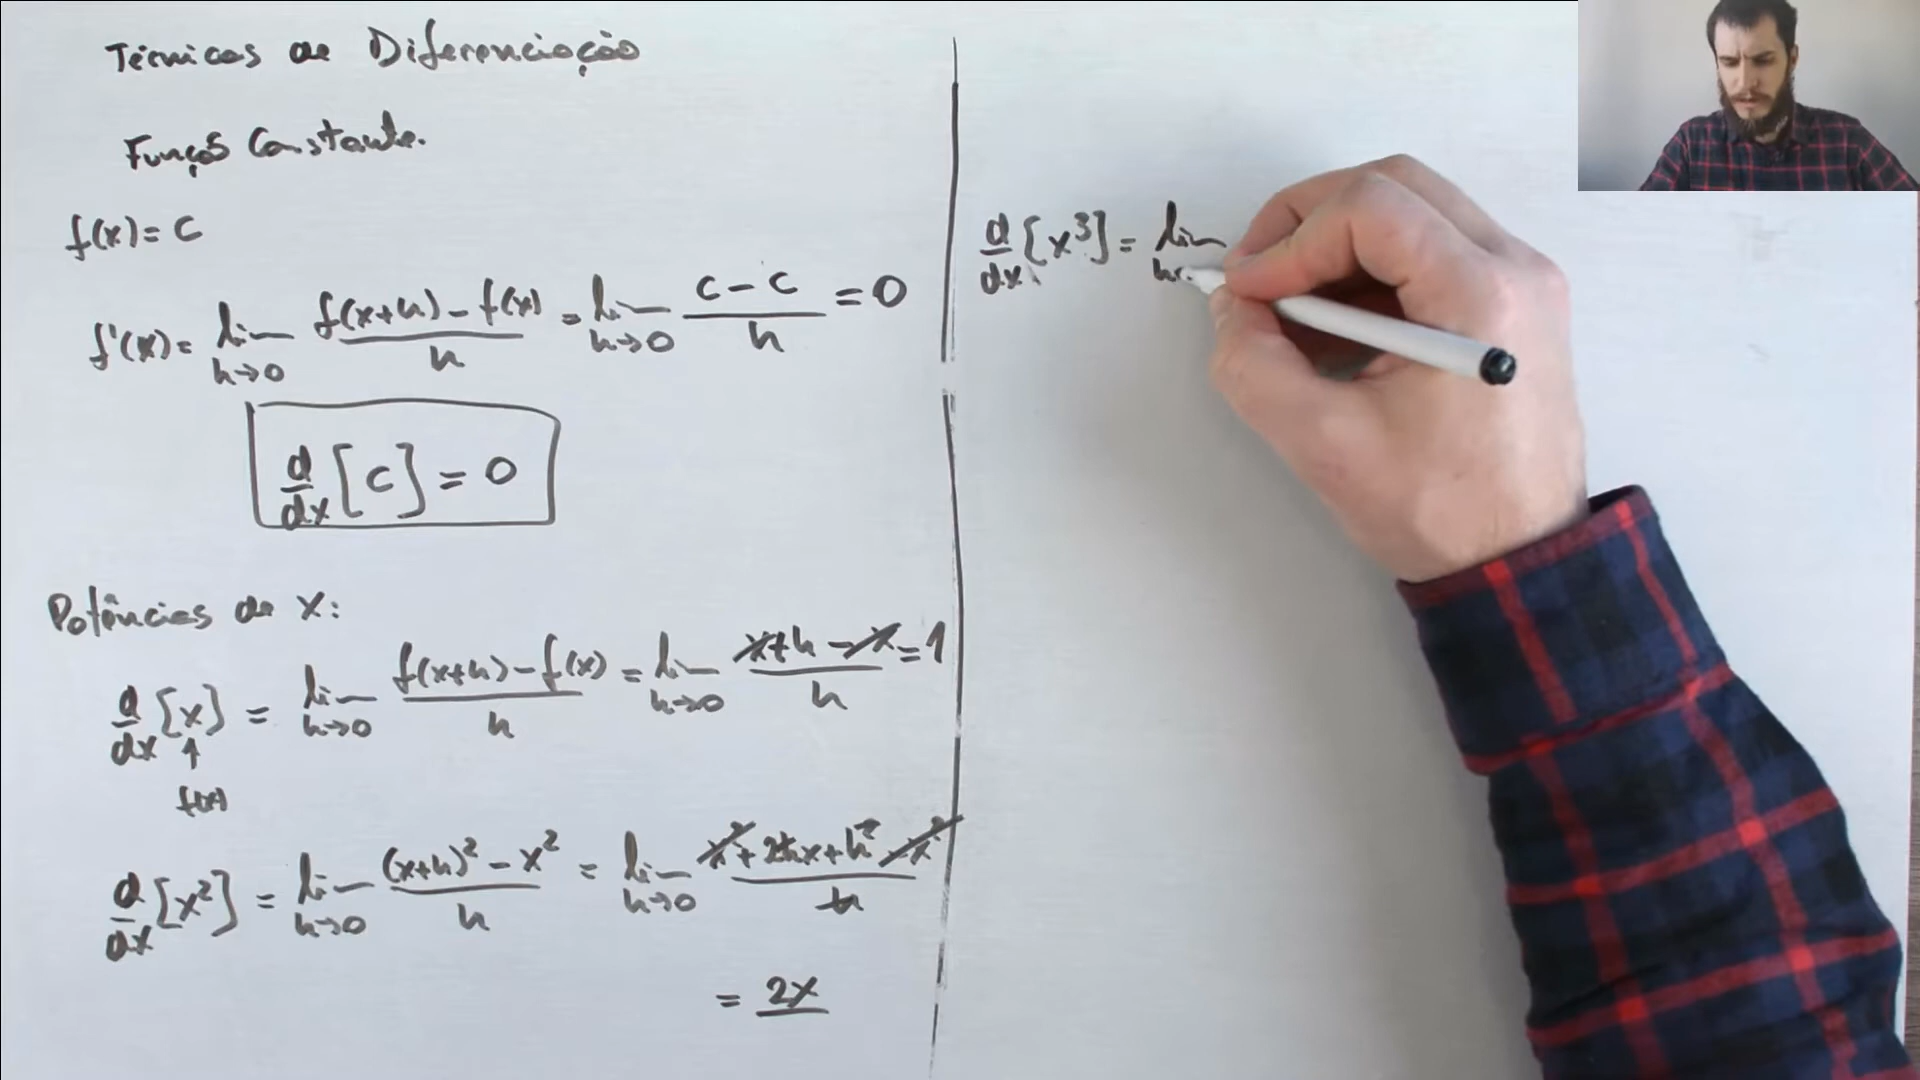 Técnicas de Diferenciação
Função Constante.
f(x) = C
f'(x) = lim h→0 f(x+h) - f(x) / h = lim h→0 C - C / h = 0
d/dx [C] = 0
Potências de x:
d/dx [x] = lim h→0 f(x+h) - f(x) / h = lim h→0 x+h - x / h = 1
↑
f(x)
d/dx [x²] = lim h→0 (x+h)² - x² / h = lim h→0 x² + 2hx + h² - x² / h
= 2x
d/dx [x³] = lim